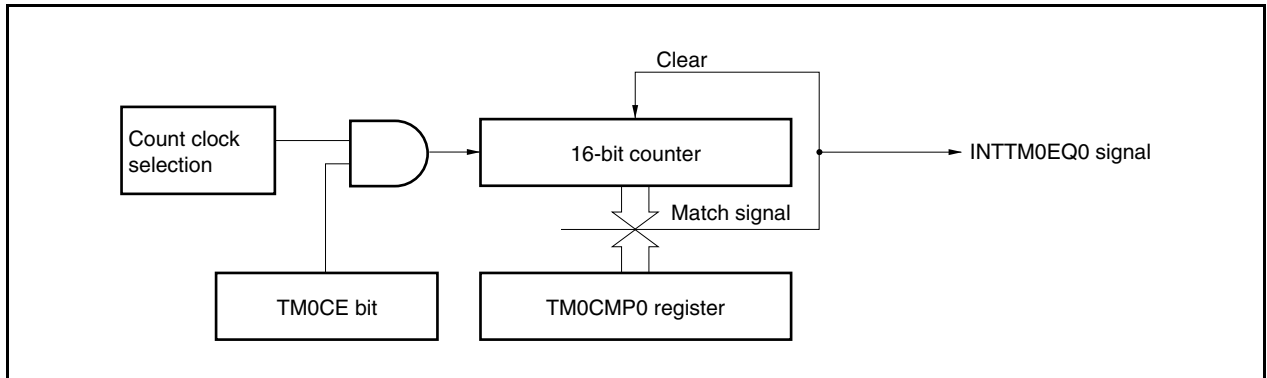 Clear
Count clock
selection
16-bit counter
INTTM0EQ0 signal
Match signal
TM0CE bit
TM0CMP0 register